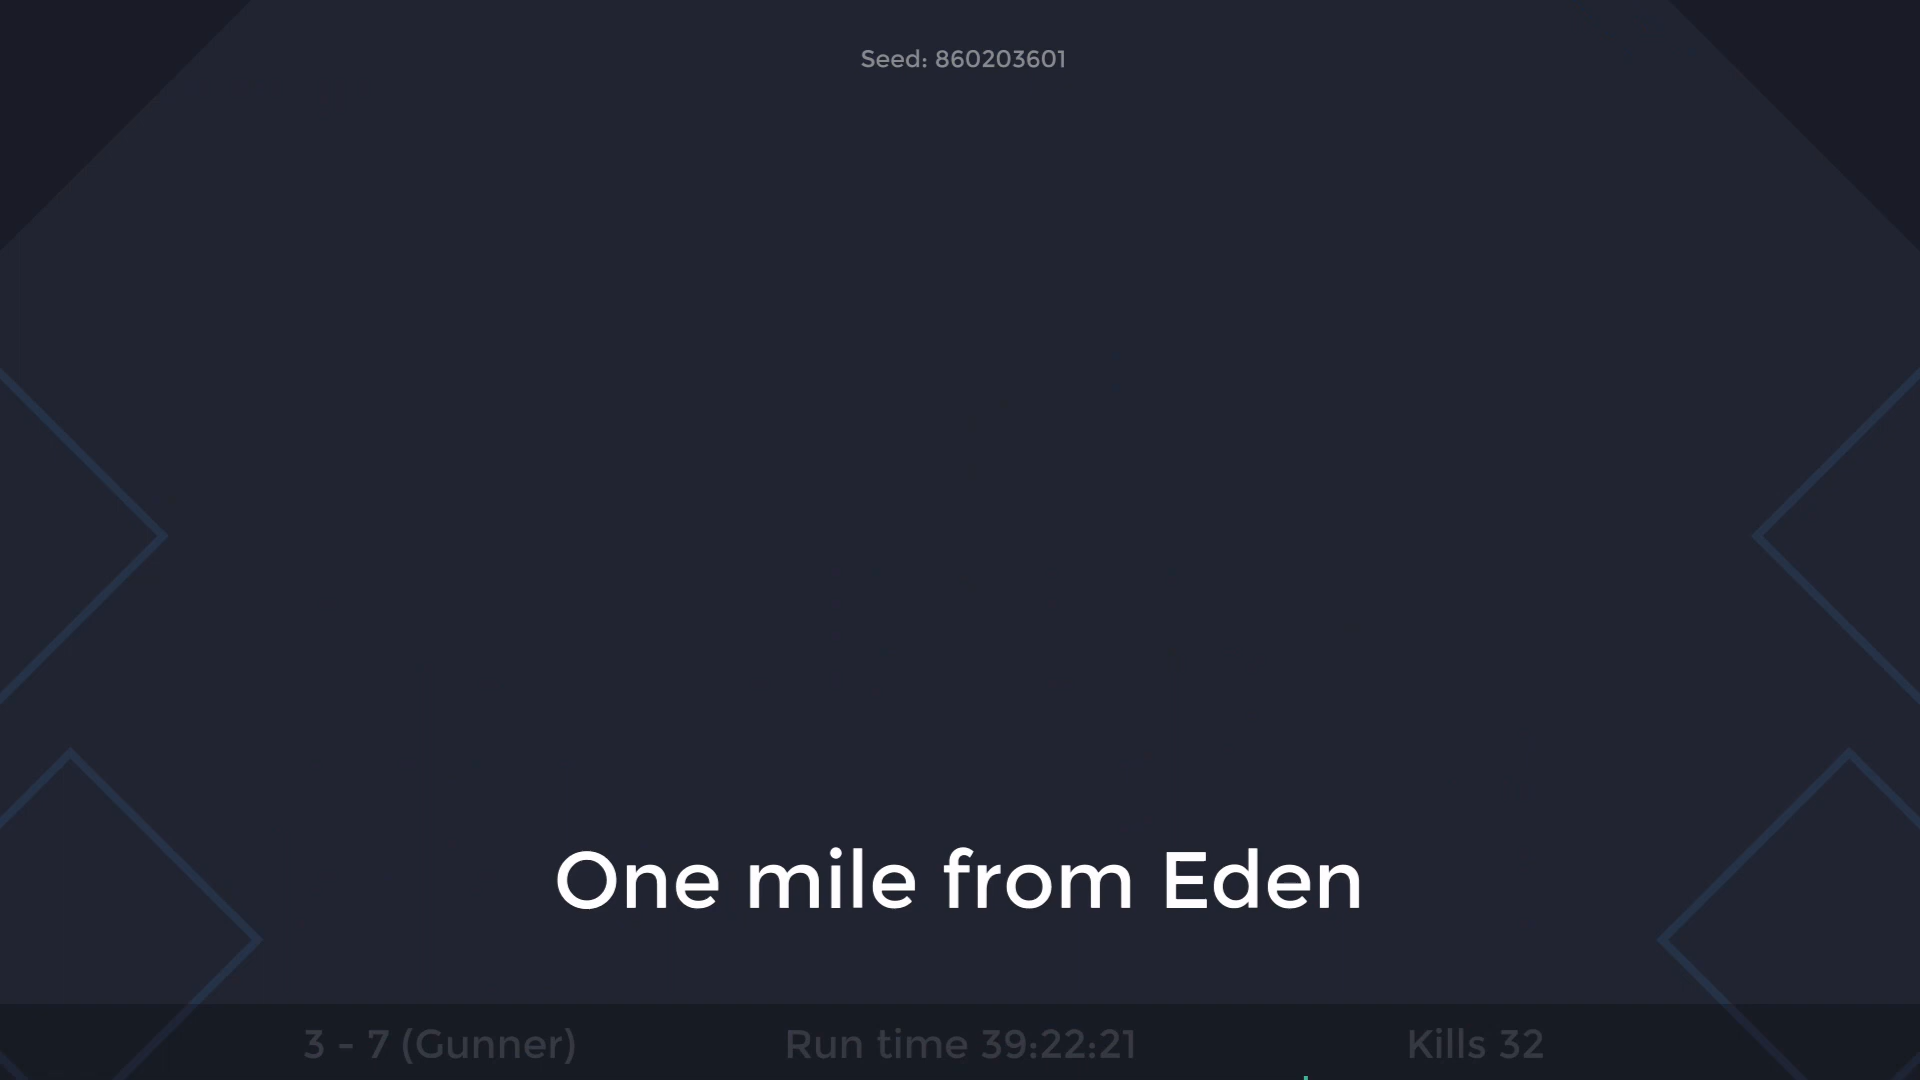 Seed: 860203601
One mile from Eden
3 - 7 (Gunner)
Run time 39:22:21
Kills 32